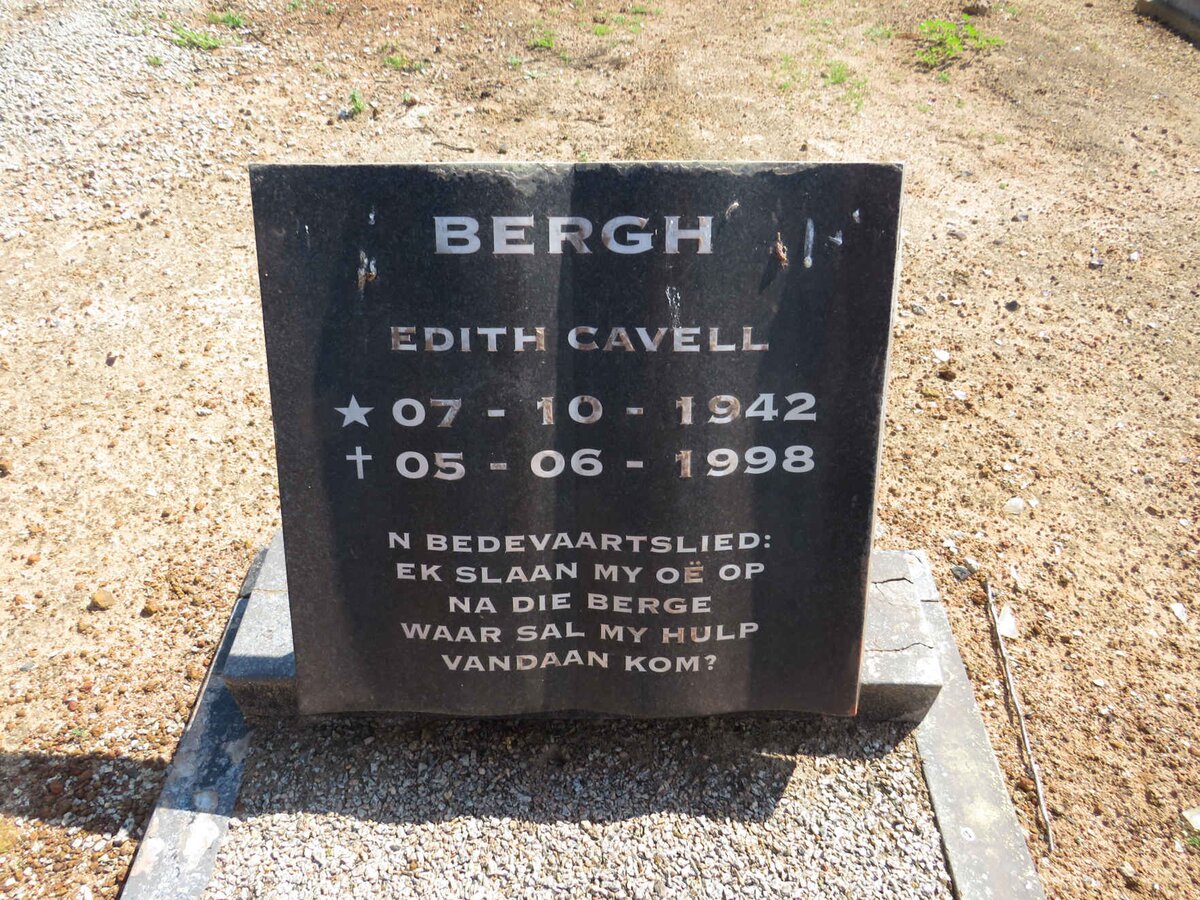 BERGH
EDITH CAVELL
★ 07 - 10 - 1942
✝ 05 - 06 - 1998
N BEDEVAARTSLIED:
EK SLAAN MY OË OP
NA DIE BERGE
WAAR SAL MY HULP
VANDAAN KOM?